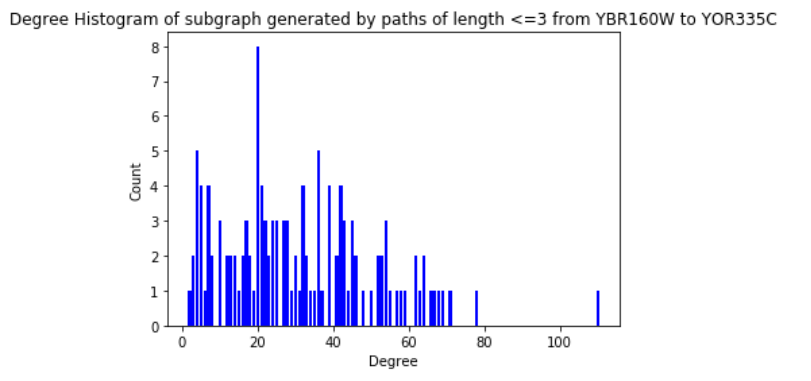 Degree Histogram of subgraph generated by paths of length <=3 from YBR160W to YOR335C
8
7
6
5
4
3
2
1
0
Count
0 20 40 60 80 100
Degree